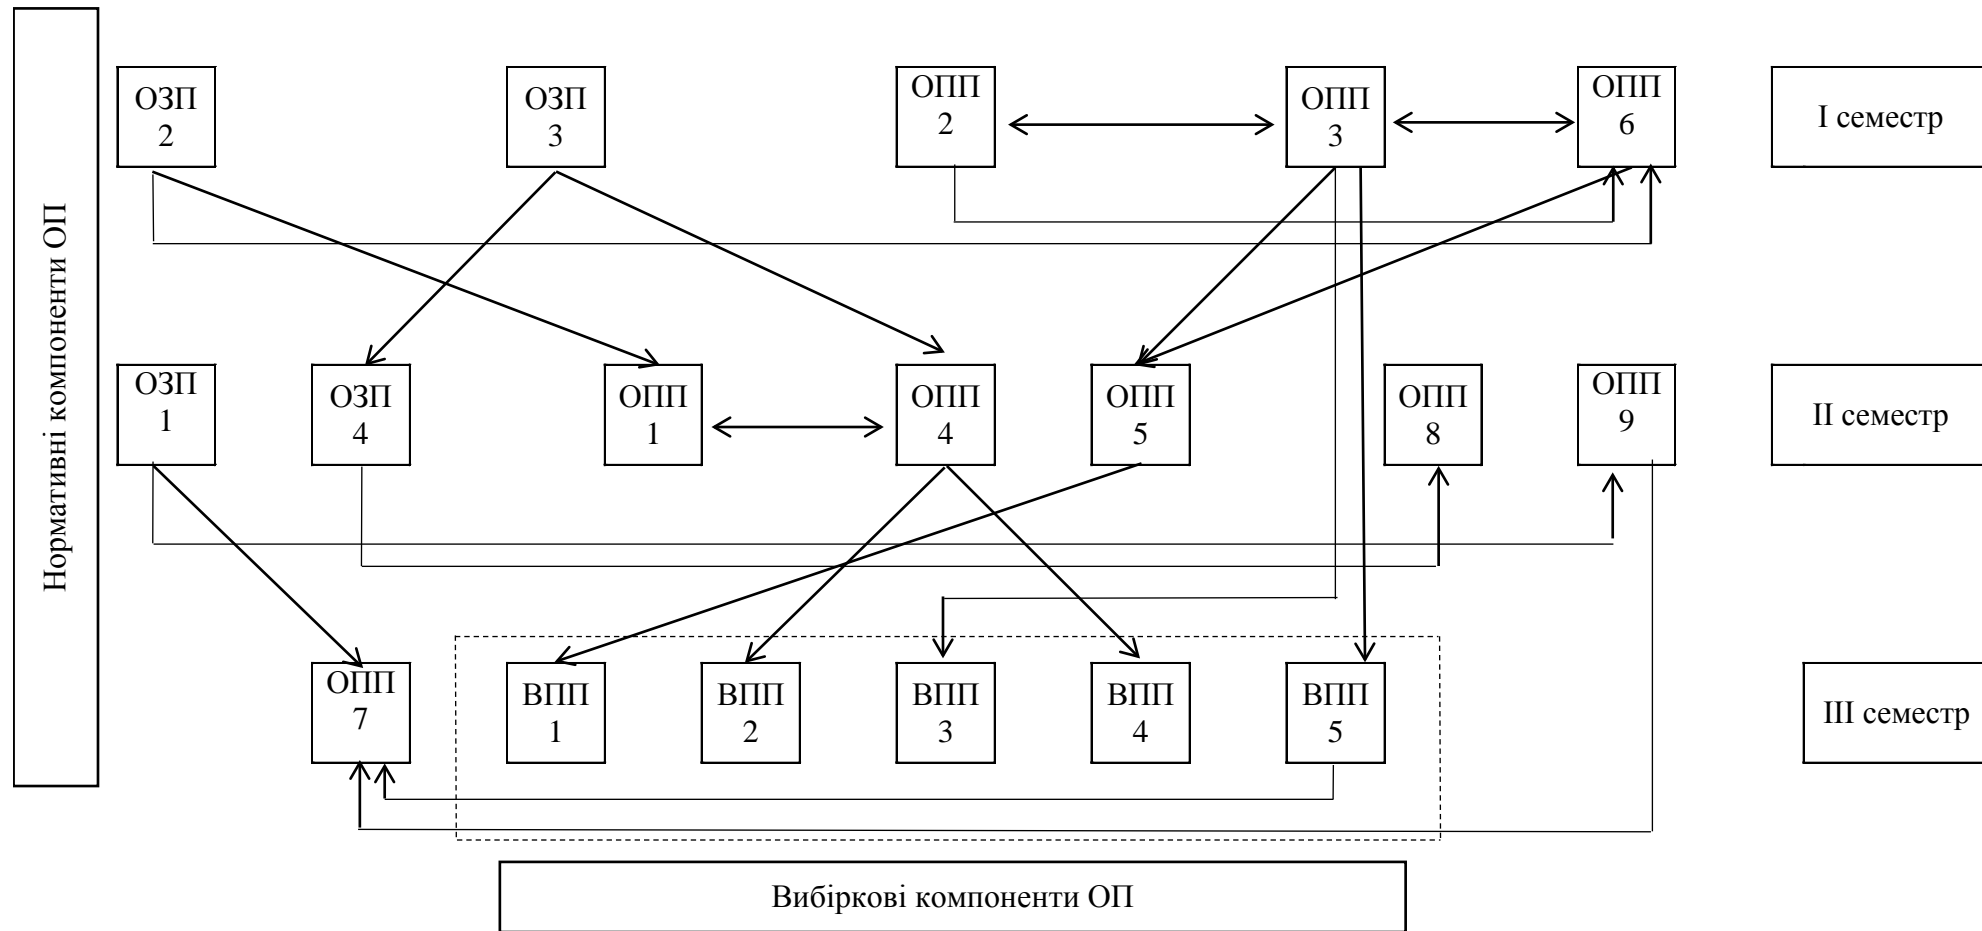 Нормативні компоненти ОП
ОЗП
2
ОЗП
3
ОПП
2
ОПП
3
ОПП
6
І семестр
ОЗП
1
ОЗП
4
ОПП
1
ОПП
4
ОПП
5
ОПП
8
ОПП
9
ІІ семестр
ОПП
7
ВПП
1
ВПП
2
ВПП
3
ВПП
4
ВПП
5
ІІІ семестр
Вибіркові компоненти ОП